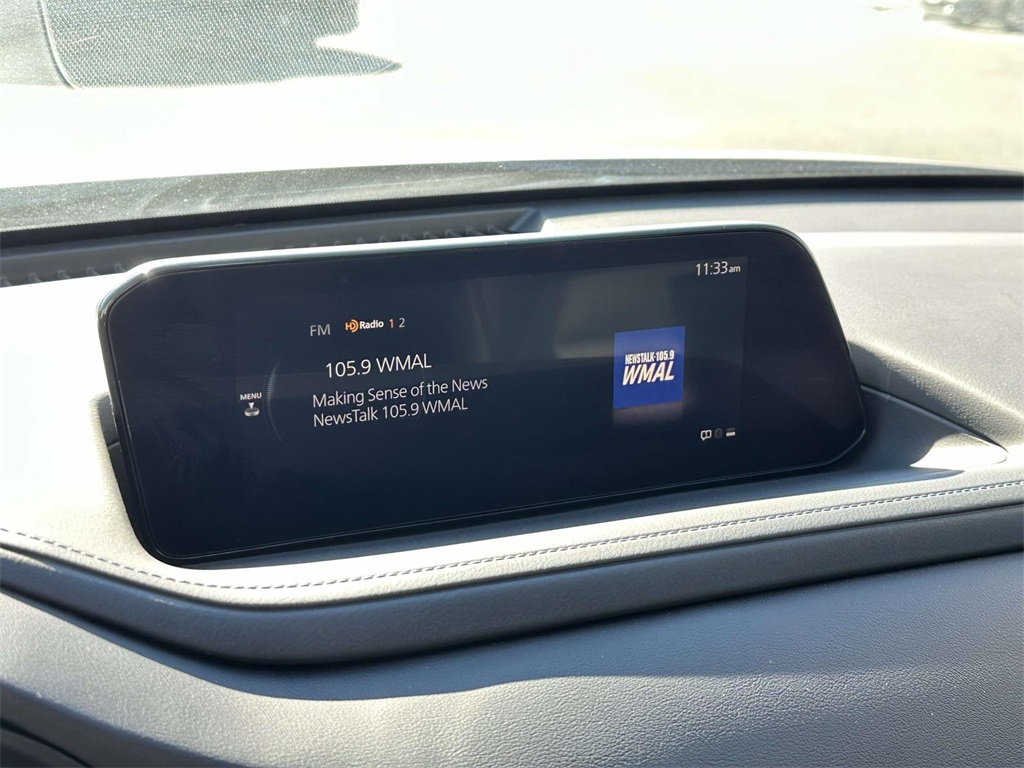 11:33am
FM HD Radio 1 2
105.9 WMAL
MENU
Making Sense of the News
NewsTalk 105.9 WMAL
NEWSTALK·105.9
WMAL